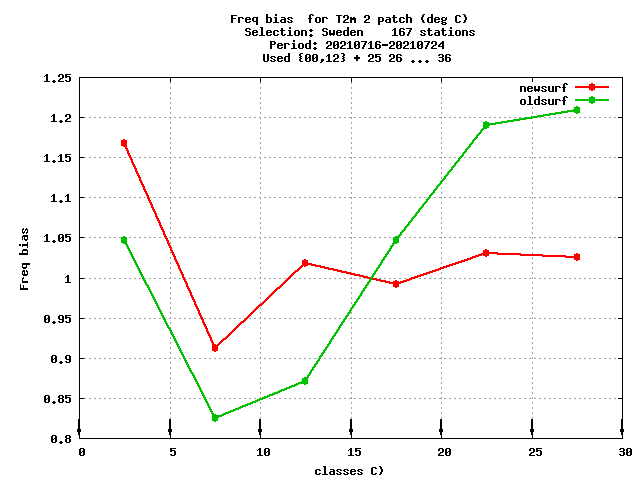 Freq bias  for T2m 2 patch (deg C)
Selection: Sweden    167 stations
Period: 20210716-20210724
Used {00,12} + 25 26 ... 36
newsurf
oldsurf
1.25
1.2
1.15
1.1
1.05
1
0.95
0.9
0.85
0.8
Freq bias
0 5 10 15 20 25 30
classes C)